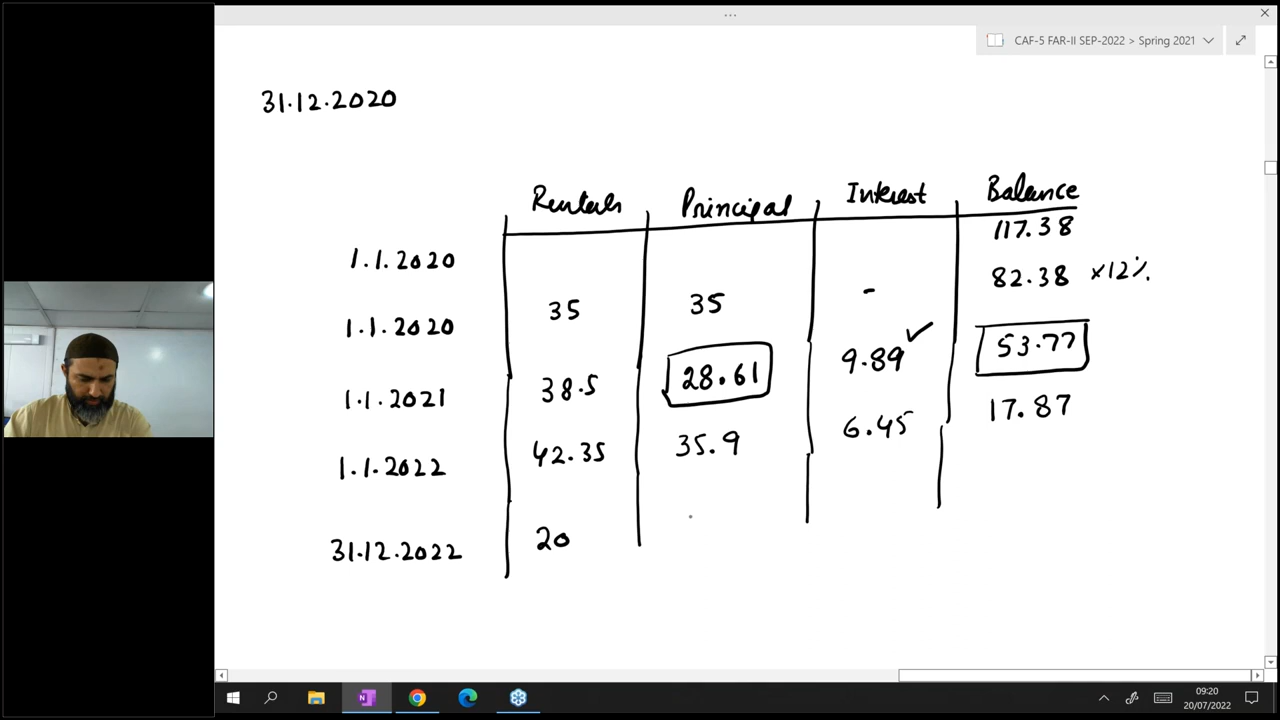 CAF-5 FAR-II SEP-2022 > Spring 2021
31.12.2020
Rentals Principal Interest Balance
117.38
1.1.2020
82.38 ×12%
1.1.2020 35 35 -
53.77
1.1.2021 38.5 28.61 9.89
17.87
1.1.2022 42.35 35.9 6.45
31.12.2022 20
09:20
20/07/2022